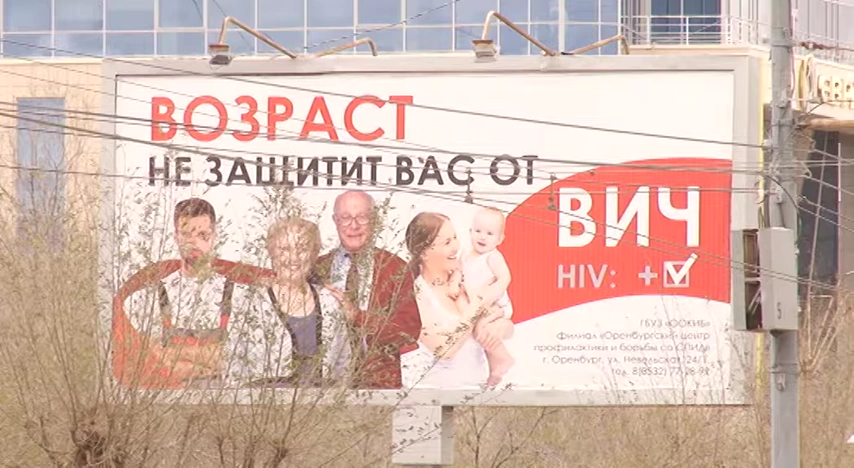 ВОЗРАСТ
НЕ ЗАЩИТИТ ВАС ОТ
ВИЧ
HIV: +
ГБУЗ «ООКИБ»
Филиал «Оренбургский центр
профилактики и борьбы со СПИД»
г. Оренбург, ул. Невельская, 24/1,
5